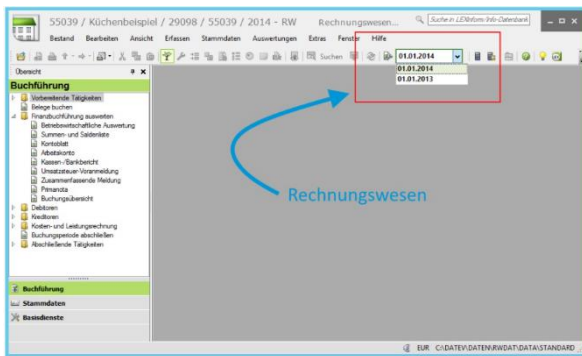 55039 / Küchenbeispiel / 29098 / 55039 / 2014 - RW Rechnungswesen... Suche in LEXinform/Info-Datenbank
Bestand Bearbeiten Ansicht Erfassen Stammdaten Auswertungen Extras Fenster Hilfe
Suchen 01.01.2014
01.01.2014
01.01.2013
Übersicht
Buchführung
Vorbereitende Tätigkeiten
Belege buchen
Finanzbuchführung auswerten
Betriebswirtschaftliche Auswertung
Summen- und Saldenliste
Kontoblatt
Arbeitskonto
Kassen-/Bankbericht
Umsatzsteuer-Voranmeldung
Zusammenfassende Meldung
Primanota
Buchungsübersicht
Debitoren
Kreditoren
Kosten- und Leistungsrechnung
Buchungsperiode abschließen
Abschließende Tätigkeiten
Rechnungswesen
Buchführung
Stammdaten
Basisdienste
EUR C:\DATEV\DATEN\RWDAT\DATA\STANDARD